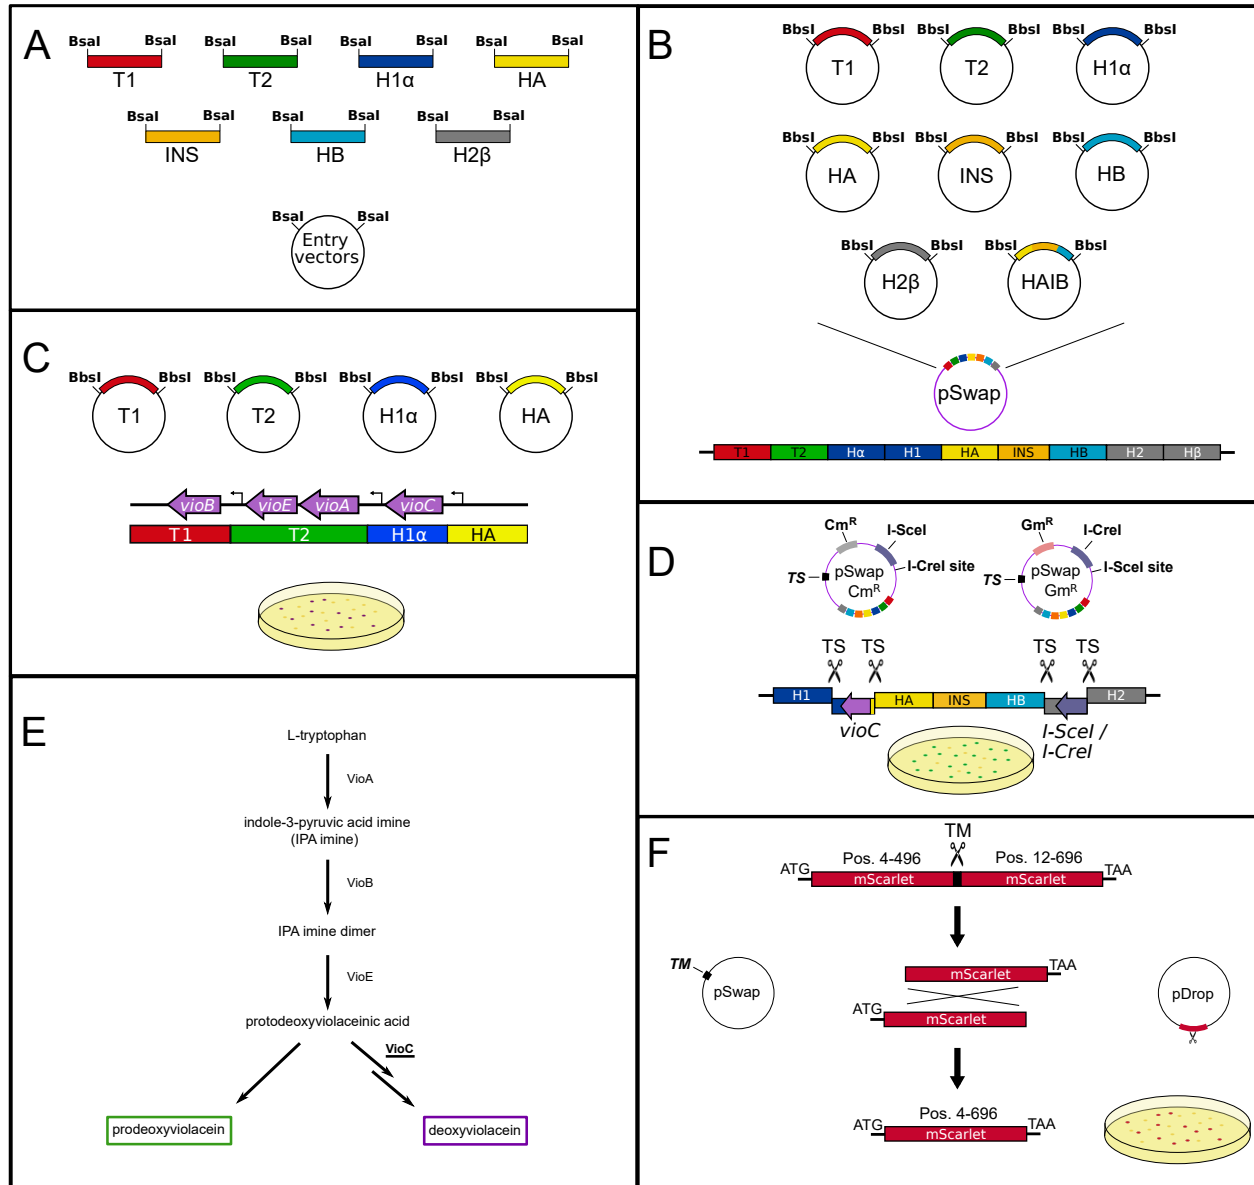 A
BsaI BsaI BsaI BsaI BsaI BsaI BsaI BsaI
T1 T2 H1α HA
BsaI BsaI BsaI BsaI BsaI BsaI
INS HB H2β
BsaI BsaI
Entry
vectors
B
BbsI BbsI BbsI BbsI BbsI BbsI
T1 T2 H1α
BbsI BbsI BbsI BbsI BbsI BbsI
HA INS HB
BbsI BbsI BbsI BbsI
H2β HAIB
pSwap
T1 T2 Hα H1 HA INS HB H2 Hβ
C
BbsI BbsI BbsI BbsI BbsI BbsI BbsI BbsI
T1 T2 H1α HA
vioB vioE vioA vioC
T1 T2 H1α HA
D
CmR I-SceI GmR I-CreI
I-CreI site I-SceI site
TS pSwap TS pSwap
CmR GmR
TS TS TS TS
H1 HA INS HB H2
vioC I-SceI /
I-CreI
E
L-tryptophan
VioA
indole-3-pyruvic acid imine
(IPA imine)
VioB
IPA imine dimer
VioE
protodeoxyviolaceinic acid
VioC
prodeoxyviolacein deoxyviolacein
F
TM
Pos. 4-496 Pos. 12-696
ATG mScarlet mScarlet TAA
TM mScarlet TAA
pSwap pDrop
ATG mScarlet
Pos. 4-696
ATG mScarlet TAA